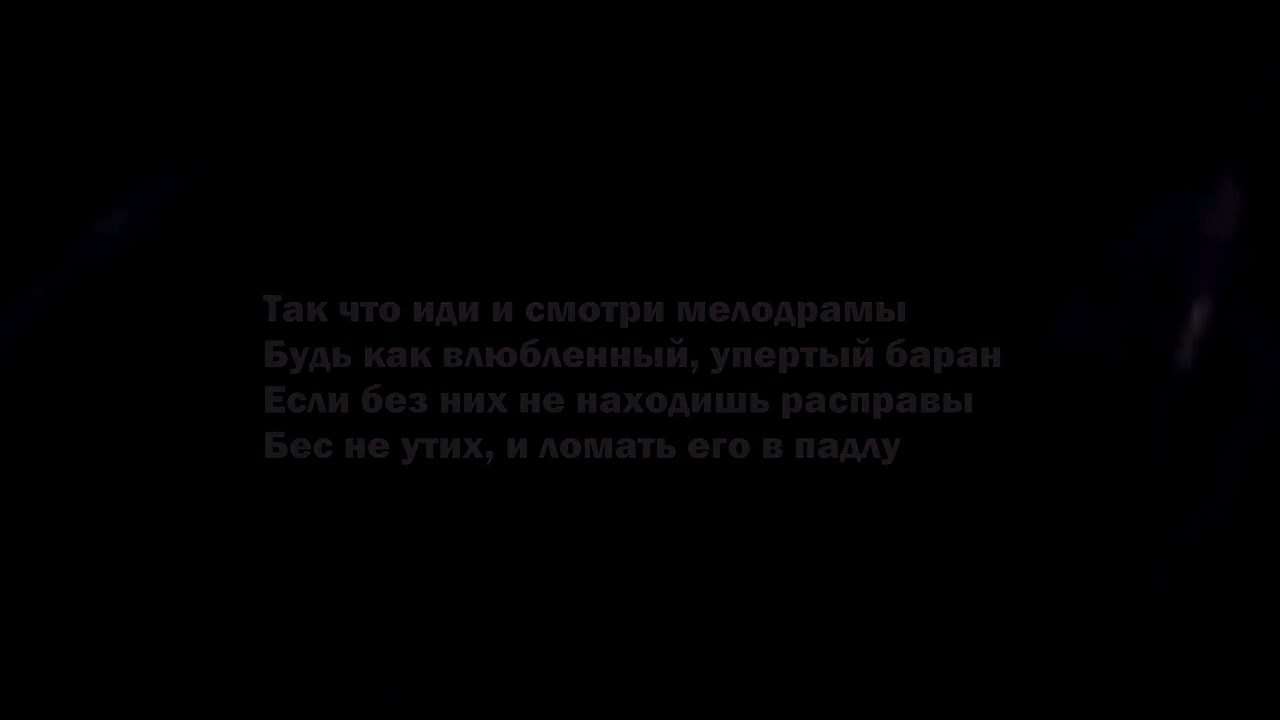 Так что иди и смотри мелодрамы
Будь как влюбленный, упертый баран
Если без них не находишь расправы
Бес не утих, и ломать его в падлу